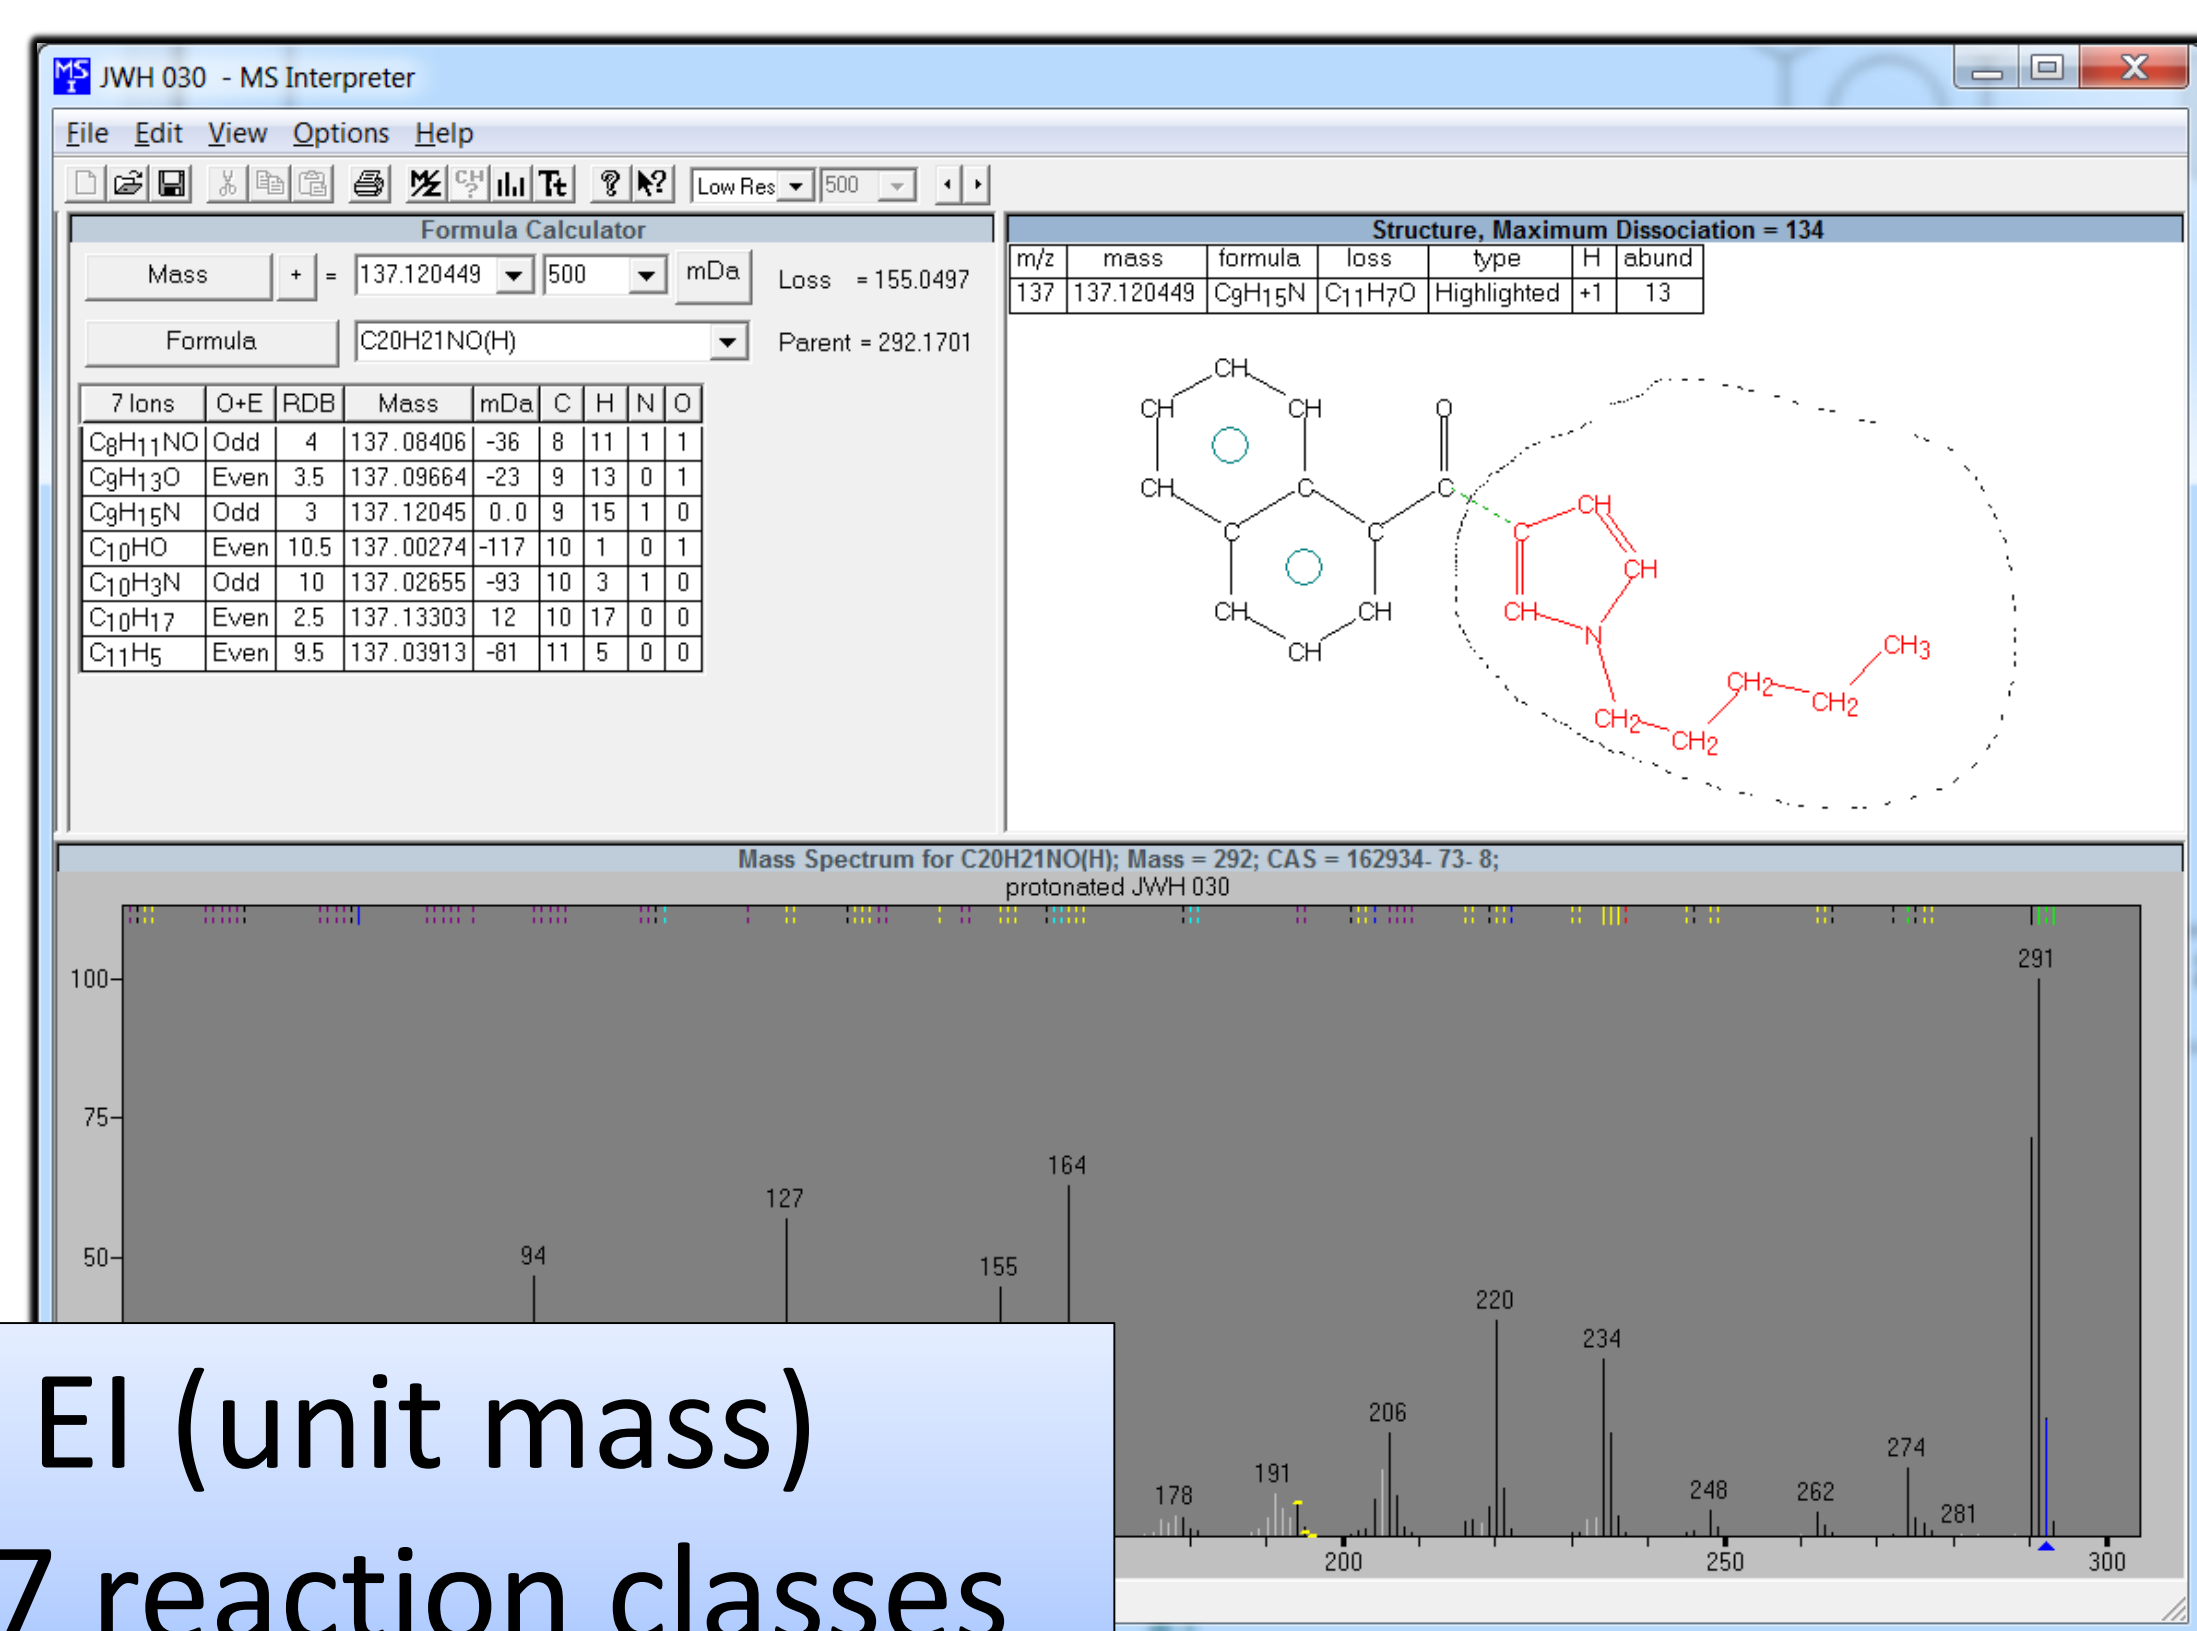 MS I JWH 030 - MS Interpreter
File Edit View Options Help
CH ? Tt ? ? Low Res 500
Formula Calculator
Mass + = 137.120449 500 mDa Loss = 155.0497
Formula C20H21NO(H) Parent = 292.1701
7 Ions O+E RDB Mass mDa C H N O
C8H11NO Odd 4 137.08406 -36 8 11 1 1
C9H13O Even 3.5 137.09664 -23 9 13 0 1
C9H15N Odd 3 137.12045 0.0 9 15 1 0
C10HO Even 10.5 137.00274 -117 10 1 0 1
C10H3N Odd 10 137.02655 -93 10 3 1 0
C10H17 Even 2.5 137.13303 12 10 17 0 0
C11H5 Even 9.5 137.03913 -81 11 5 0 0
Structure, Maximum Dissociation = 134
m/z mass formula loss type H abund
137 137.120449 C9H15N C11H7O Highlighted +1 13
CH
CH CH O
CH C C CH
C C C CH
CH CH CH N
CH CH3
CH2 CH2
CH2 CH2
Mass Spectrum for C20H21NO(H); Mass = 292; CAS = 162934- 73- 8;
protonated JWH 030
291
100
75
164
127
50 94 155
220
234
206
274
191
178 248 262
281
200 250 300
EI (unit mass)
7 reaction classes